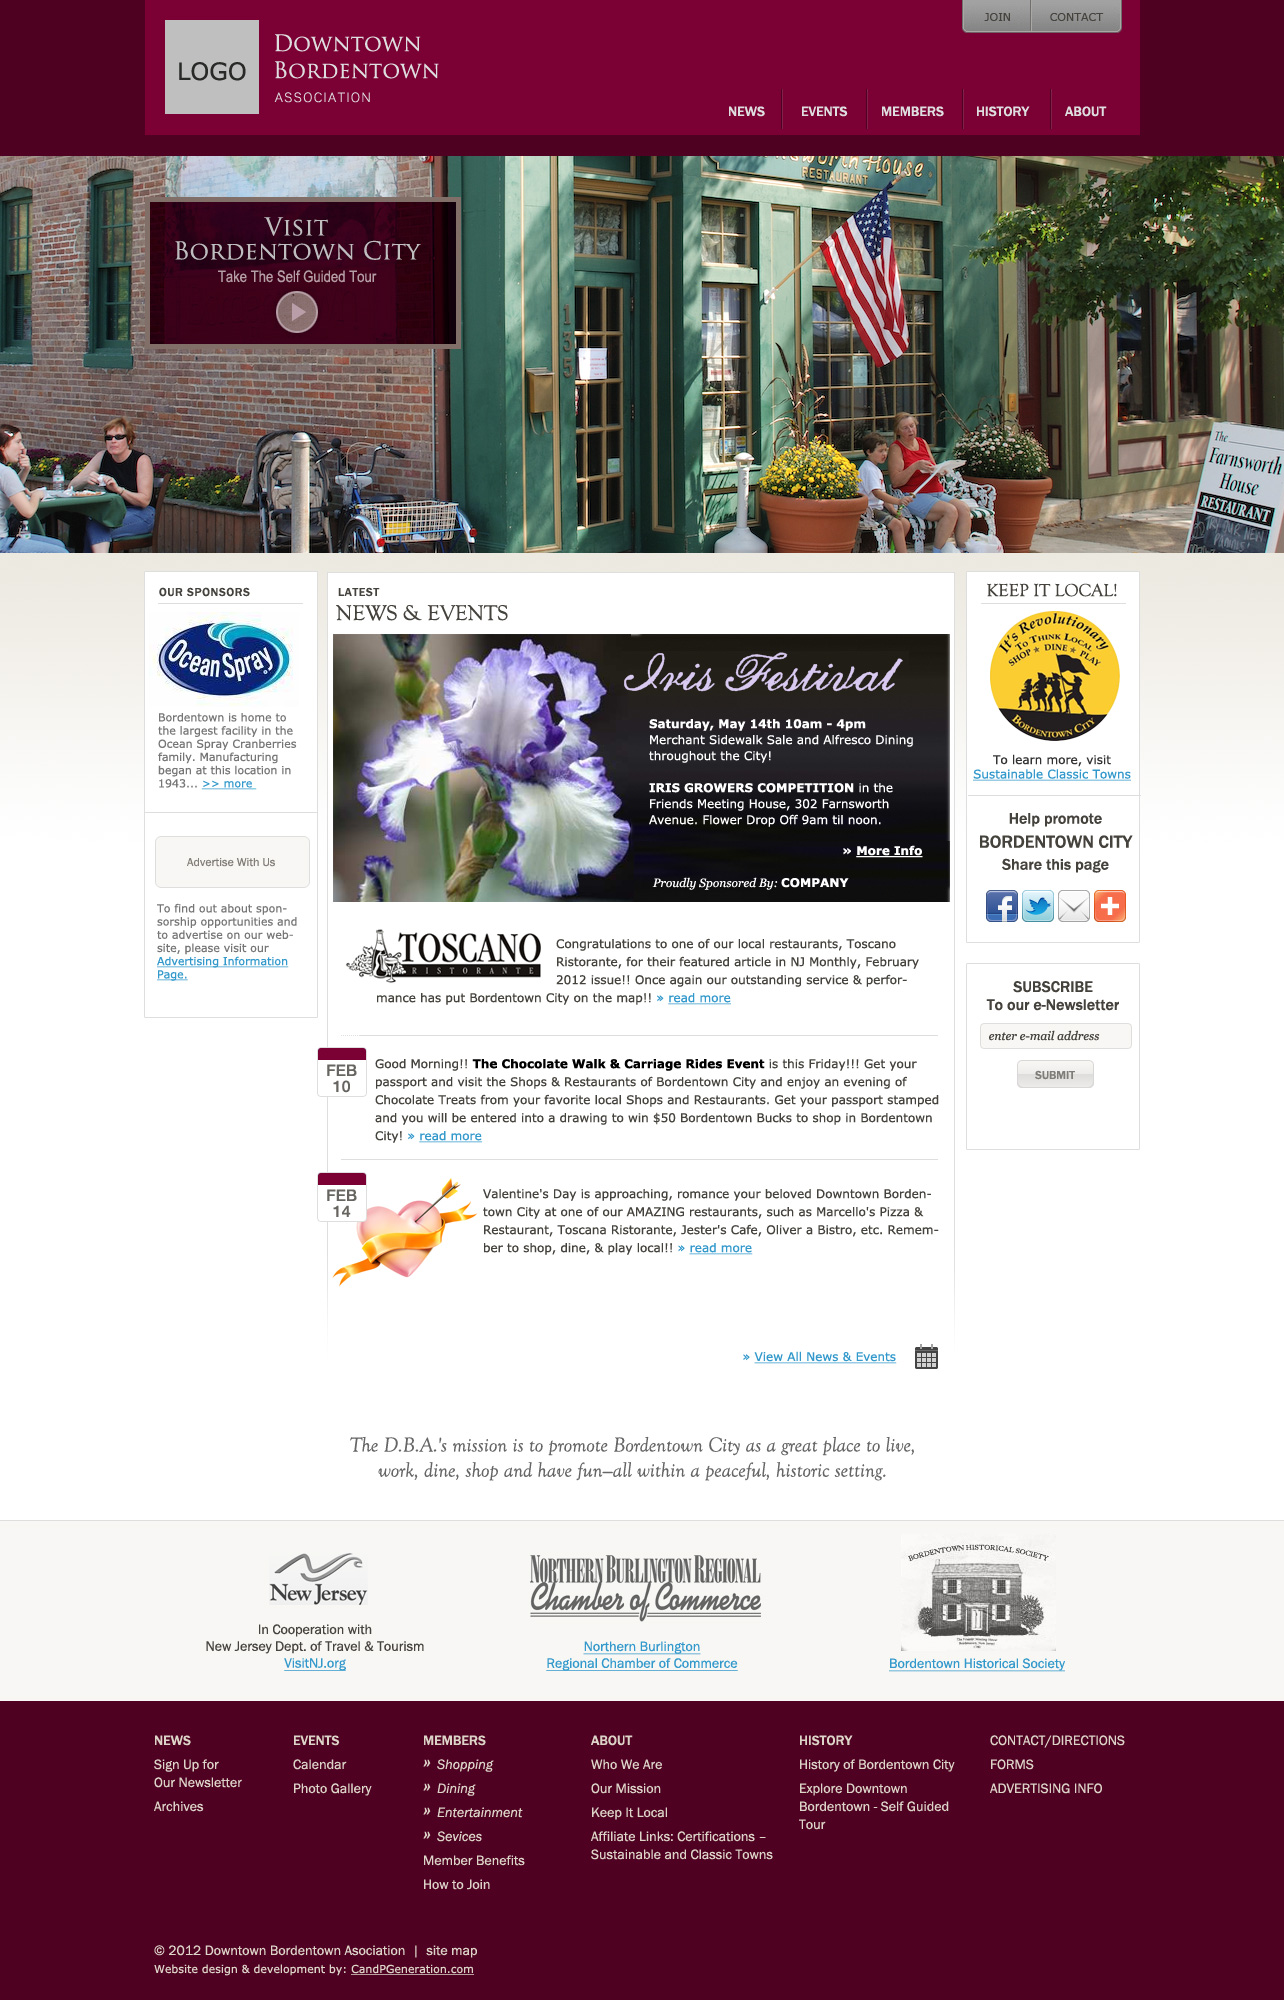 JOIN
CONTACT
LOGO
DOWNTOWN
BORDENTOWN
ASSOCIATION
NEWS
EVENTS
MEMBERS
HISTORY
ABOUT
RESTAURANT
VISIT
BORDENTOWN CITY
Take The Self Guided Tour
135
The
Farnsworth
House
RESTAURANT
OUR SPONSORS
Ocean Spray
Bordentown is home to
the largest facility in the
Ocean Spray Cranberries
family. Manufacturing
began at this location in
1943... >> more
Advertise With Us
To find out about spon-
sorship opportunities and
to advertise on our web-
site, please visit our
Advertising Information
Page.
LATEST
NEWS & EVENTS
Iris Festival
Saturday, May 14th 10am - 4pm
Merchant Sidewalk Sale and Alfresco Dining
throughout the City!
IRIS GROWERS COMPETITION in the
Friends Meeting House, 302 Farnsworth
Avenue. Flower Drop Off 9am til noon.
» More Info
Proudly Sponsored By: COMPANY
TOSCANO
RISTORANTE
Congratulations to one of our local restaurants, Toscano
Ristorante, for their featured article in NJ Monthly, February
2012 issue!! Once again our outstanding service & perfor-
mance has put Bordentown City on the map!! » read more
FEB
10
Good Morning!! The Chocolate Walk & Carriage Rides Event is this Friday!!! Get your
passport and visit the Shops & Restaurants of Bordentown City and enjoy an evening of
Chocolate Treats from your favorite local Shops and Restaurants. Get your passport stamped
and you will be entered into a drawing to win $50 Bordentown Bucks to shop in Bordentown
City! » read more
FEB
14
Valentine's Day is approaching, romance your beloved Downtown Borden-
town City at one of our AMAZING restaurants, such as Marcello's Pizza &
Restaurant, Toscana Ristorante, Jester's Cafe, Oliver a Bistro, etc. Remem-
ber to shop, dine, & play local!! » read more
» View All News & Events
KEEP IT LOCAL!
It's Revolutionary
To Think Local
SHOP ★ DINE ★ PLAY
BORDENTOWN CITY
To learn more, visit
Sustainable Classic Towns
Help promote
BORDENTOWN CITY
Share this page
SUBSCRIBE
To our e-Newsletter
enter e-mail address
SUBMIT
The D.B.A.'s mission is to promote Bordentown City as a great place to live,
work, dine, shop and have fun–all within a peaceful, historic setting.
New Jersey
In Cooperation with
New Jersey Dept. of Travel & Tourism
VisitNJ.org
NORTHERN BURLINGTON REGIONAL
Chamber of Commerce
Northern Burlington
Regional Chamber of Commerce
BORDENTOWN HISTORICAL SOCIETY
Bordentown Historical Society
NEWS
Sign Up for
Our Newsletter
Archives
EVENTS
Calendar
Photo Gallery
MEMBERS
» Shopping
» Dining
» Entertainment
» Sevices
Member Benefits
How to Join
ABOUT
Who We Are
Our Mission
Keep It Local
Affiliate Links: Certifications –
Sustainable and Classic Towns
HISTORY
History of Bordentown City
Explore Downtown
Bordentown - Self Guided
Tour
CONTACT/DIRECTIONS
FORMS
ADVERTISING INFO
© 2012 Downtown Bordentown Asociation | site map
Website design & development by: CandPGeneration.com